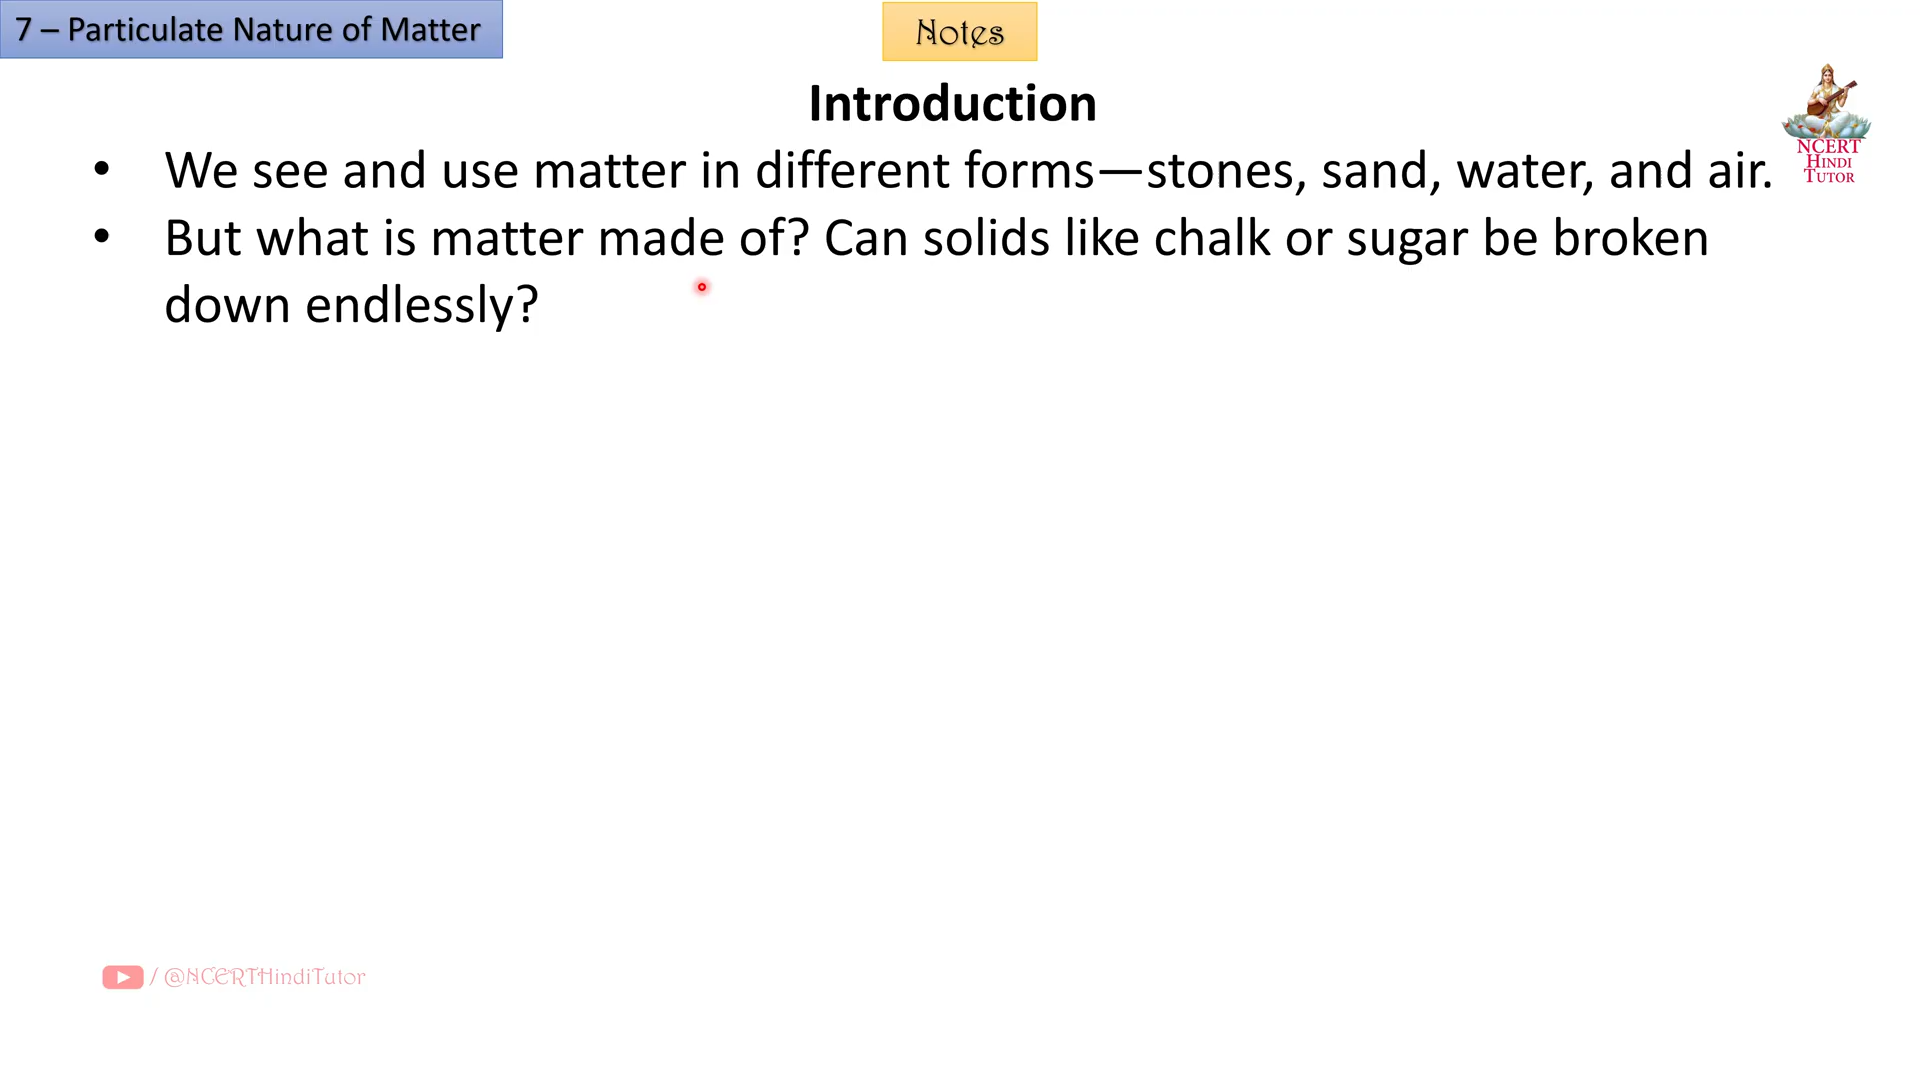 7 – Particulate Nature of Matter
Notes
Introduction
• We see and use matter in different forms—stones, sand, water, and air.
• But what is matter made of? Can solids like chalk or sugar be broken
down endlessly?
NCERT
HINDI
TUTOR
/ @NCERTHindiTutor